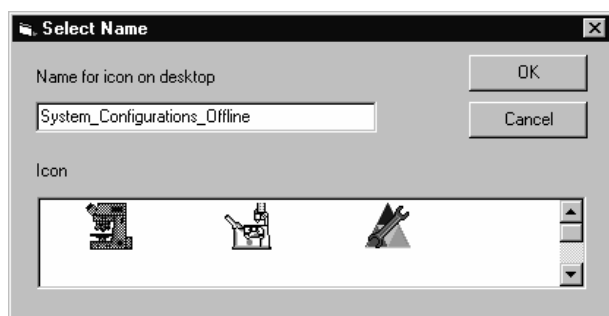 Select Name
Name for icon on desktop
OK
System_Configurations_Offline
Cancel
Icon